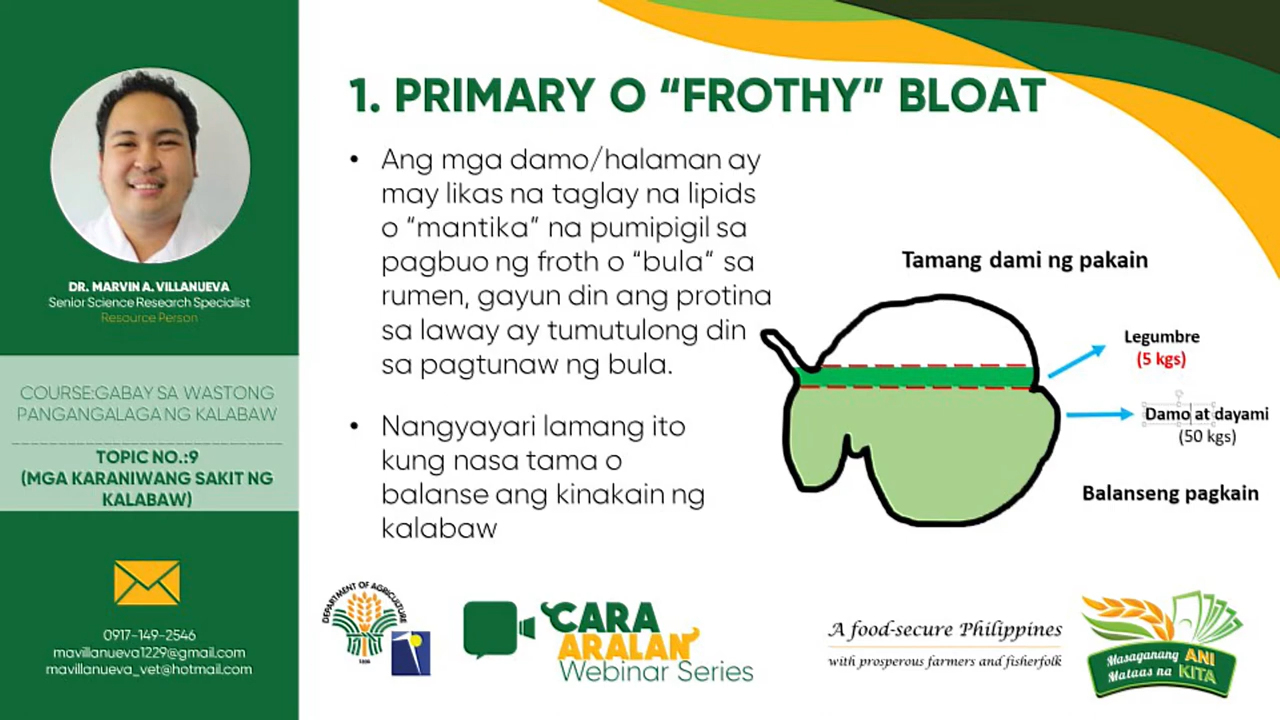 DR. MARVIN A. VILLANUEVA
Senior Science Research Specialist
Resource Person
COURSE:GABAY SA WASTONG
PANGANGALAGA NG KALABAW
TOPIC NO.:9
(MGA KARANIWANG SAKIT NG
KALABAW)
0917-149-2546
mavillanueva1229@gmail.com
mavillanueva_vet@hotmail.com
1. PRIMARY O “FROTHY” BLOAT
• Ang mga damo/halaman ay
may likas na taglay na lipids
o “mantika” na pumipigil sa
pagbuo ng froth o “bula” sa
rumen, gayun din ang protina
sa laway ay tumutulong din
sa pagtunaw ng bula.
• Nangyayari lamang ito
kung nasa tama o
balanse ang kinakain ng
kalabaw
Tamang dami ng pakain
Legumbre
(5 kgs)
Damo at dayami
(50 kgs)
Balanseng pagkain
DEPARTMENT OF AGRICULTURE
1898
CARA
ARALAN
Webinar Series
A food-secure Philippines
with prosperous farmers and fisherfolk
Masaganang ANI
Mataas na KITA